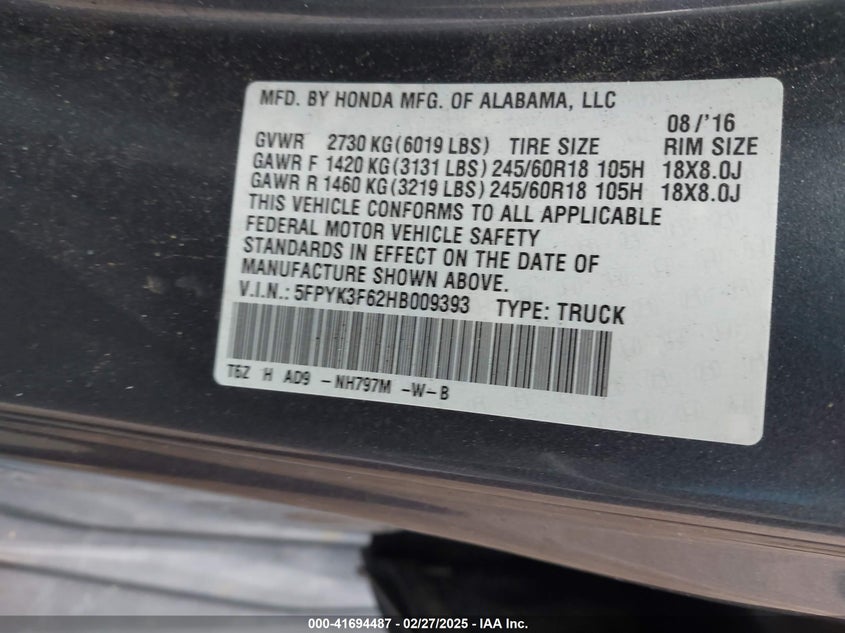 MFD. BY HONDA MFG. OF ALABAMA, LLC
08/'16
GVWR 2730 KG(6019 LBS) TIRE SIZE RIM SIZE
GAWR F 1420 KG(3131 LBS) 245/60R18 105H 18X8.0J
GAWR R 1460 KG(3219 LBS) 245/60R18 105H 18X8.0J
THIS VEHICLE CONFORMS TO ALL APPLICABLE
FEDERAL MOTOR VEHICLE SAFETY
STANDARDS IN EFFECT ON THE DATE OF
MANUFACTURE SHOWN ABOVE.
V.I.N.: 5FPYK3F62HB009393 TYPE: TRUCK
T6Z H AD9 -NH797M -W-B
000-41694487 - 02/27/2025 - IAA Inc.